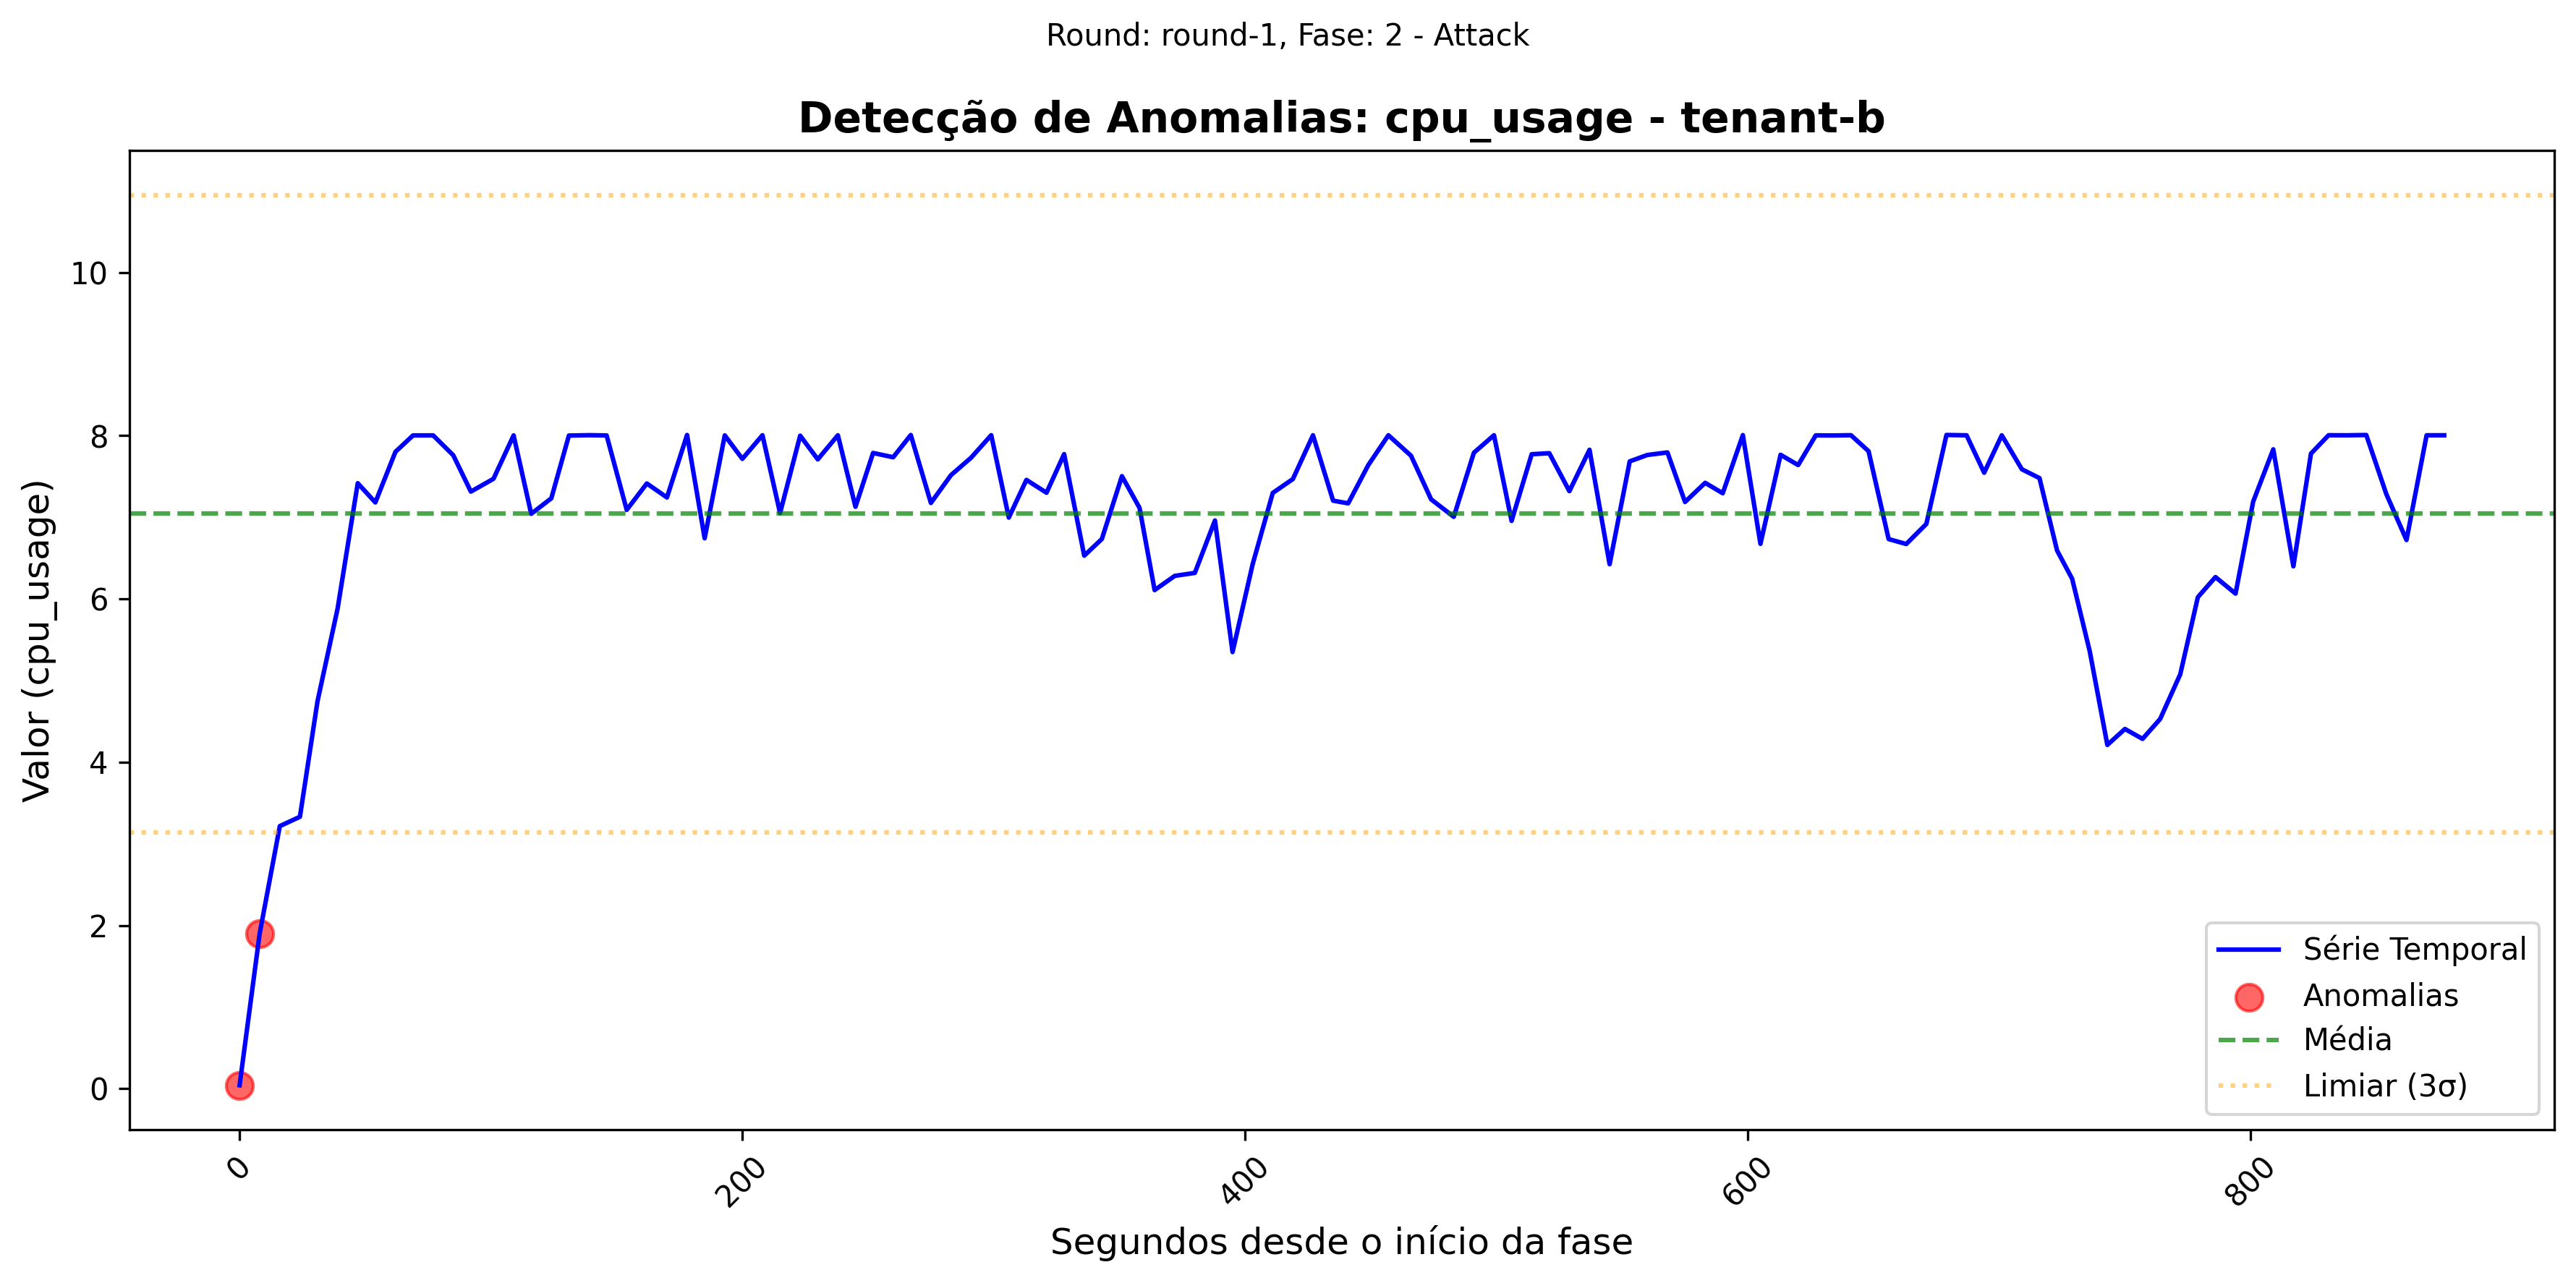 Round: round-1, Fase: 2 - Attack
Detecção de Anomalias: cpu_usage - tenant-b
Valor (cpu_usage)
10
8
6
4
2
0
0
200
400
600
800
Segundos desde o início da fase
Série Temporal
Anomalias
Média
Limiar (3σ)